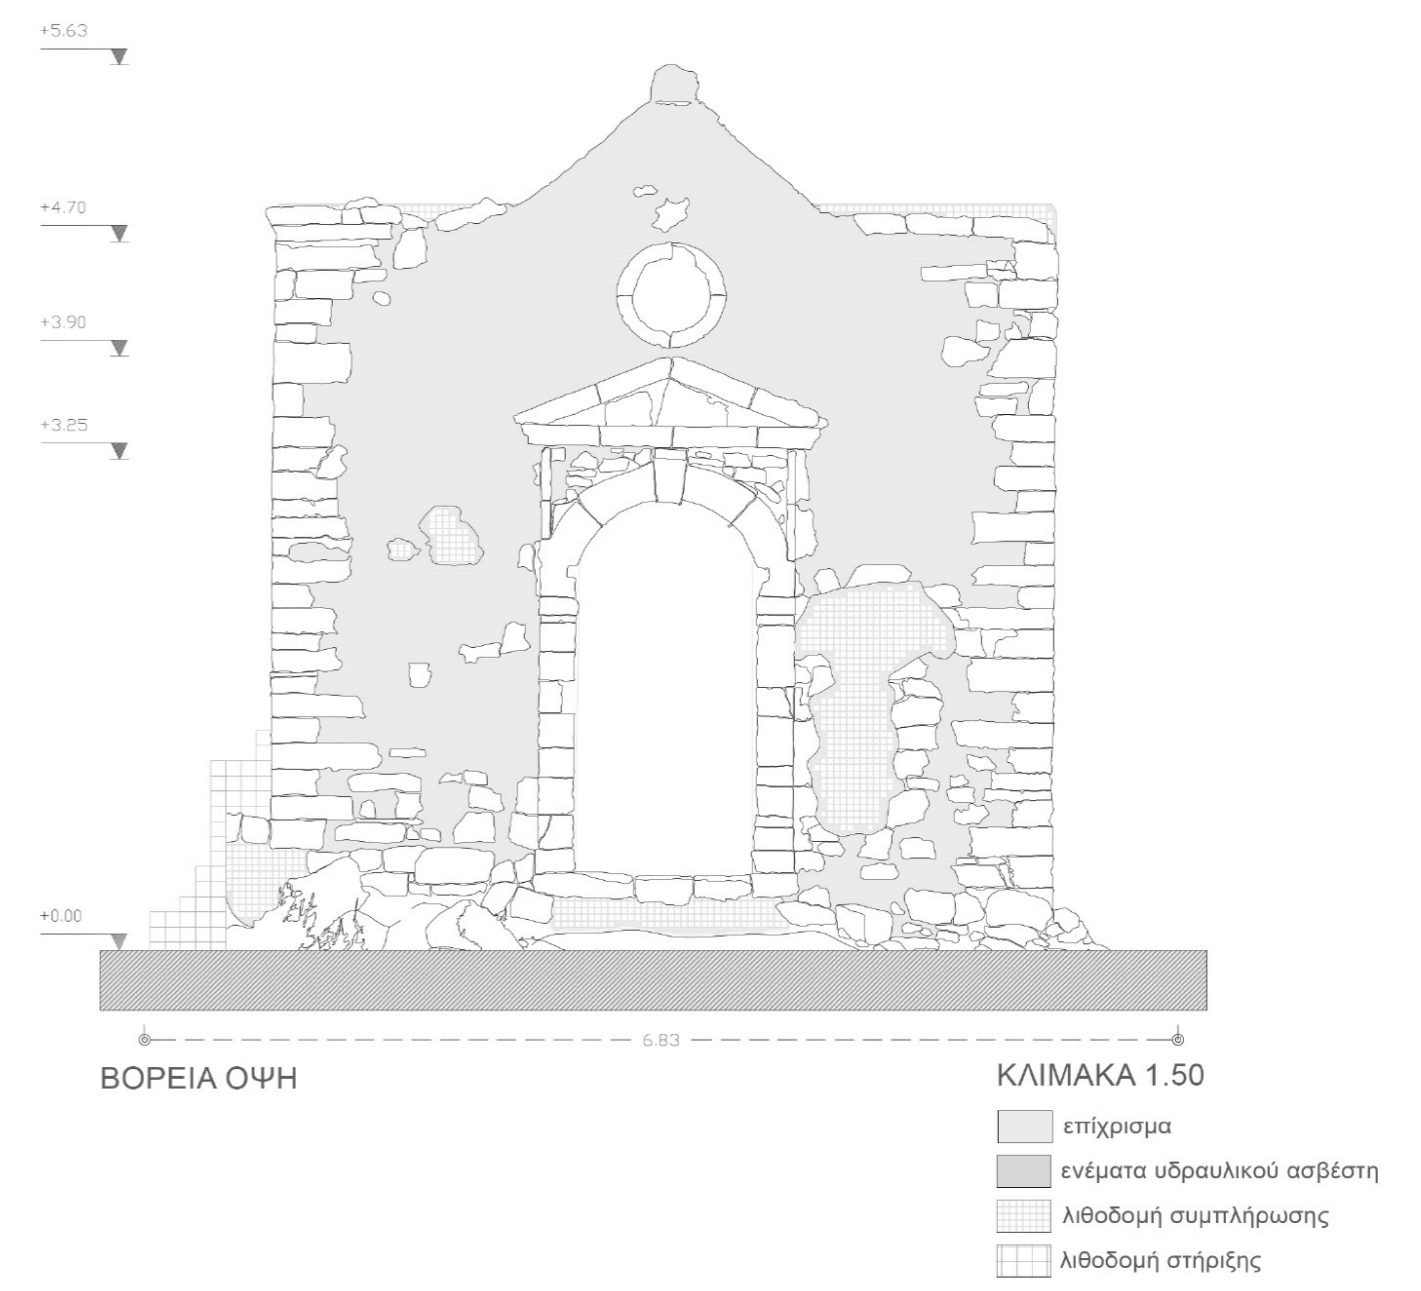 +5.63
+4.70
+3.90
+3.25
+0.00
6.83
ΒΟΡΕΙΑ ΟΨΗ
ΚΛΙΜΑΚΑ 1.50
επίχρισμα
ενέματα υδραυλικού ασβέστη
λιθοδομή συμπλήρωσης
λιθοδομή στήριξης